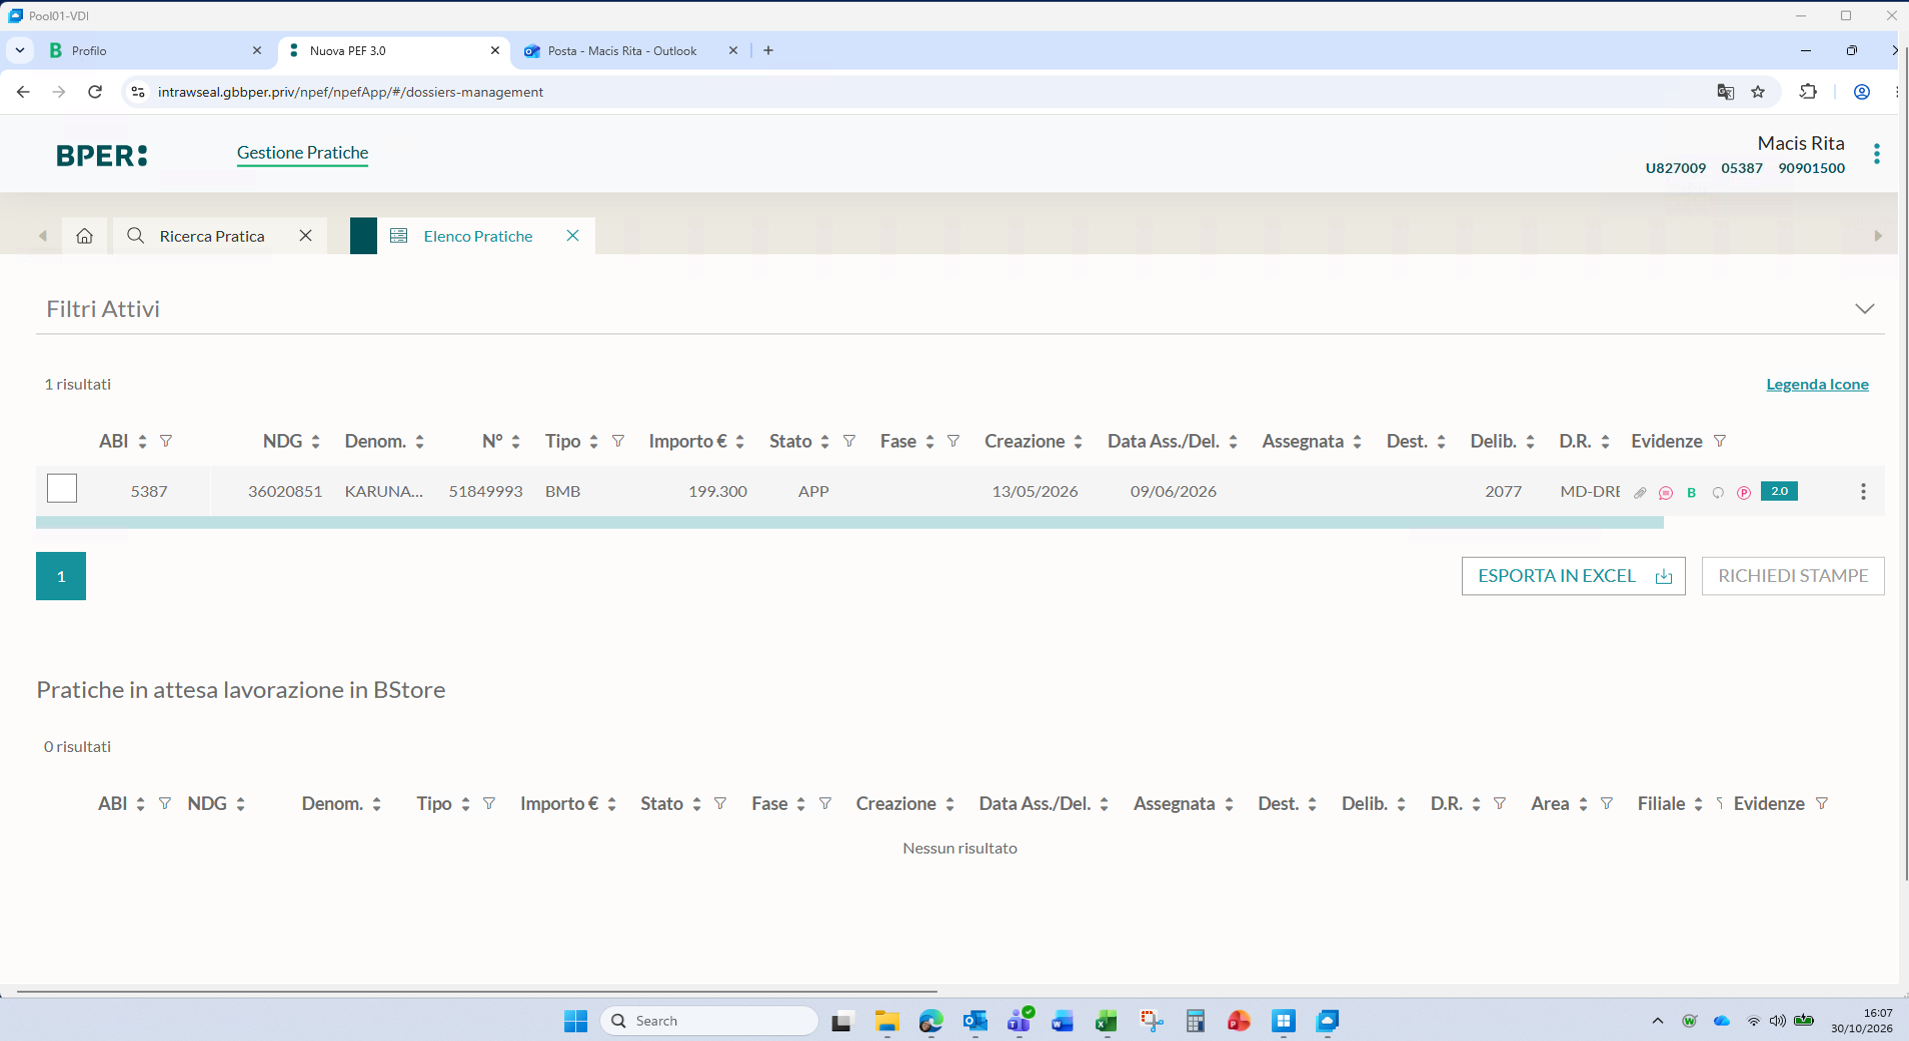 Pool01-VDI
Profilo
Nuova PEF 3.0
Posta - Macis Rita - Outlook
intrawseal.gbbper.priv/npef/npefApp/#/dossiers-management
BPER:
Gestione Pratiche
Macis Rita
U827009 05387 90901500
Ricerca Pratica
Elenco Pratiche
Filtri Attivi
1 risultati
Legenda Icone
ABI NDG Denom. N° Tipo Importo € Stato Fase Creazione Data Ass./Del. Assegnata Dest. Delib. D.R. Evidenze
5387 36020851 KARUNA... 51849993 BMB 199.300 APP 13/05/2026 09/06/2026 2077 MD-DRE B P 2.0
1
ESPORTA IN EXCEL
RICHIEDI STAMPE
Pratiche in attesa lavorazione in BStore
0 risultati
ABI NDG Denom. Tipo Importo € Stato Fase Creazione Data Ass./Del. Assegnata Dest. Delib. D.R. Area Filiale Evidenze
Nessun risultato
Search
16:07
30/10/2026